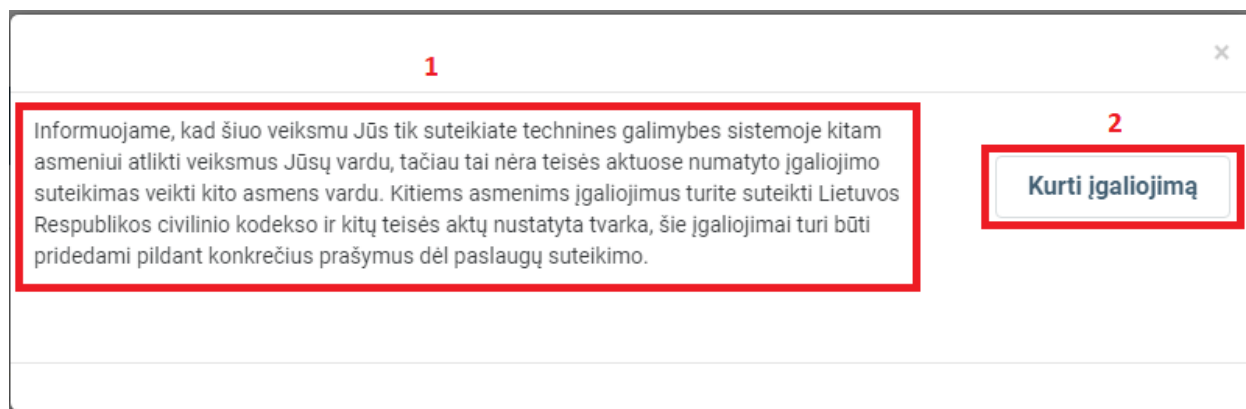 1
×
Informuojame, kad šiuo veiksmu Jūs tik suteikiate technines galimybes sistemoje kitam
asmeniui atlikti veiksmus Jūsų vardu, tačiau tai nėra teisės aktuose numatyto įgaliojimo
suteikimas veikti kito asmens vardu. Kitiems asmenims įgaliojimus turite suteikti Lietuvos
Respublikos civilinio kodekso ir kitų teisės aktų nustatyta tvarka, šie įgaliojimai turi būti
pridedami pildant konkrečius prašymus dėl paslaugų suteikimo.
2
Kurti įgaliojimą